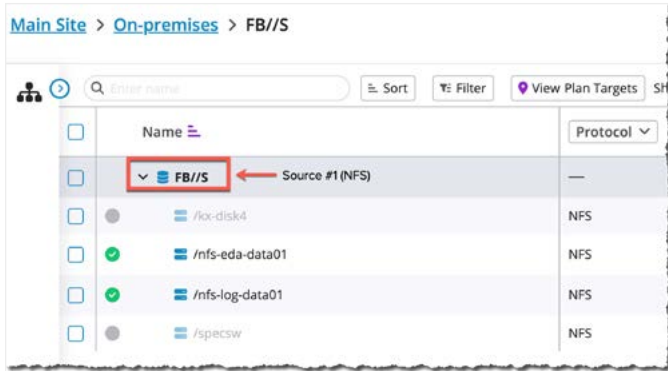 Main Site > On-premises > FB//S
Enter name
Sort
Filter
View Plan Targets
Name
Protocol
FB//S
Source #1 (NFS)
—
/kx-disk4
NFS
/nfs-eda-data01
NFS
/nfs-log-data01
NFS
/specsw
NFS